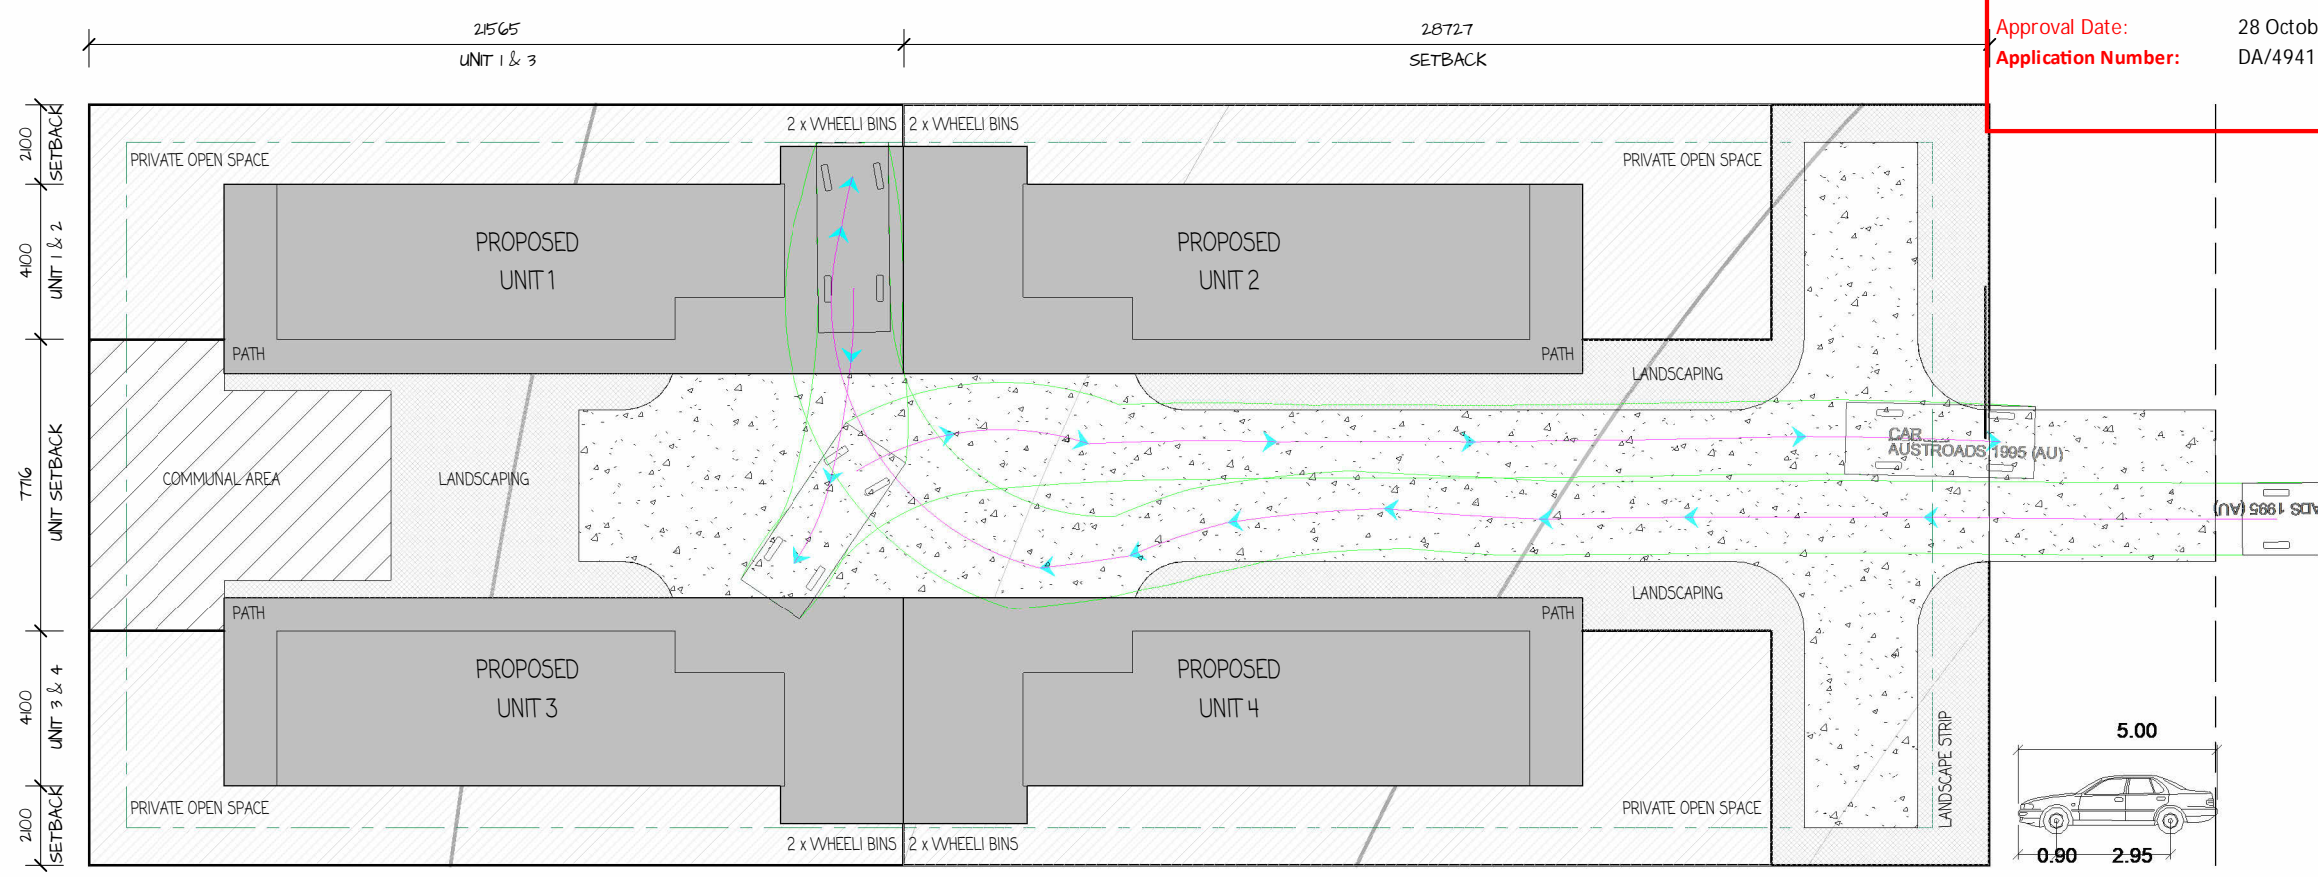 21565
UNIT 1 & 3
28727
SETBACK
Approval Date: 28 Octob
Application Number: DA/4941
2100
SETBACK
4100
UNIT 1 & 2
7716
UNIT SETBACK
4100
UNIT 3 & 4
2100
SETBACK
2 x WHEELI BINS
2 x WHEELI BINS
PRIVATE OPEN SPACE
PRIVATE OPEN SPACE
PROPOSED
UNIT 1
PROPOSED
UNIT 2
PATH
PATH
LANDSCAPING
CAR
AUSTROADS 1995 (AU)
COMMUNAL AREA
LANDSCAPING
ADS 1995 (AU)
LANDSCAPING
PATH
PATH
PROPOSED
UNIT 3
PROPOSED
UNIT 4
LANDSCAPE STRIP
PRIVATE OPEN SPACE
PRIVATE OPEN SPACE
2 x WHEELI BINS
2 x WHEELI BINS
5.00
0.90
2.95